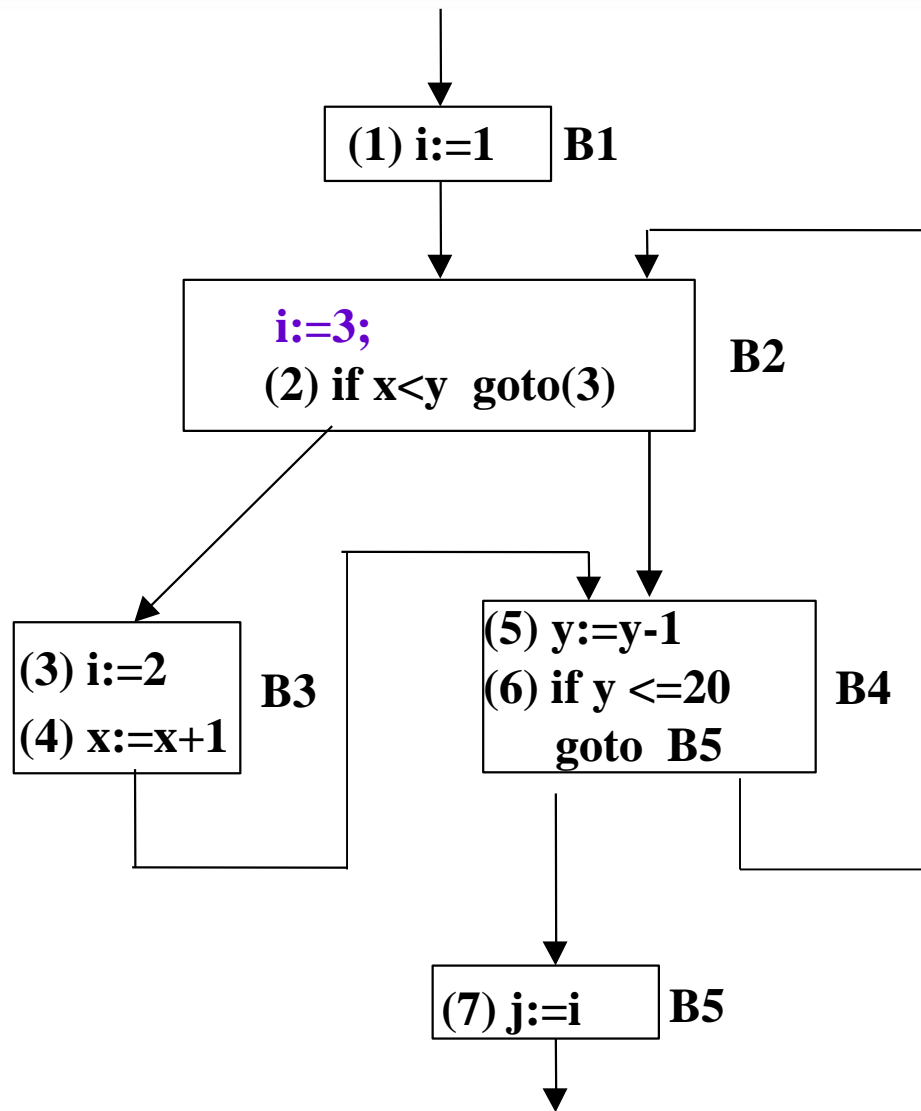 (1) i:=1
B1
i:=3;
(2) if x<y goto(3)
B2
(3) i:=2
(4) x:=x+1
B3
(5) y:=y-1
(6) if y <=20
goto B5
B4
(7) j:=i
B5